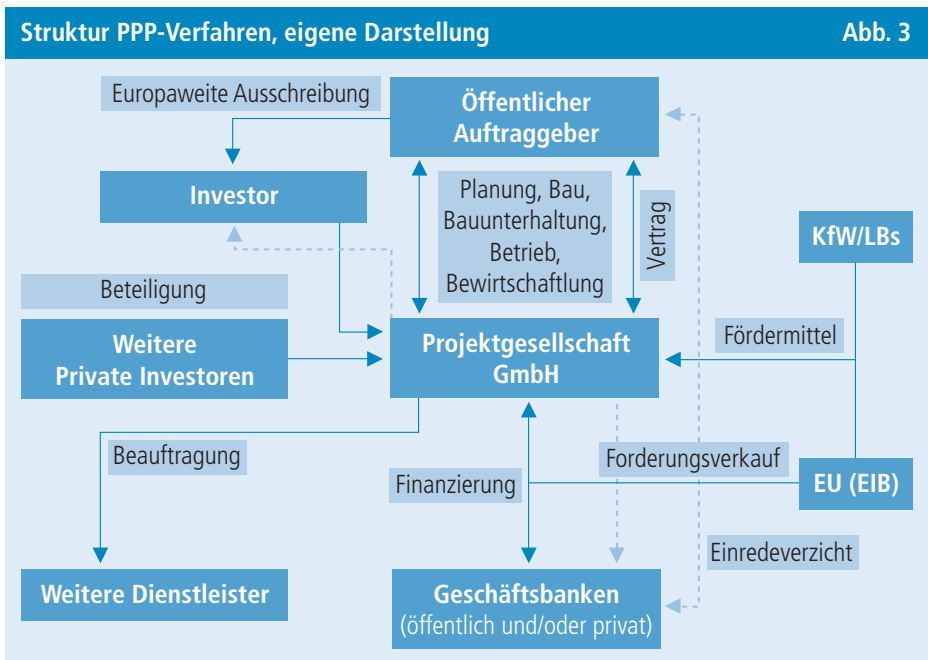 Struktur PPP-Verfahren, eigene Darstellung Abb. 3
Europaweite Ausschreibung
Öffentlicher
Auftraggeber
Investor
Planung, Bau,
Bauunterhaltung,
Betrieb,
Bewirtschaftlung
Vertrag
KfW/LBs
Beteiligung
Weitere
Private Investoren
Projektgesellschaft
GmbH
Fördermittel
Beauftragung
Finanzierung
Forderungsverkauf
EU (EIB)
Einredeverzicht
Weitere Dienstleister
Geschäftsbanken
(öffentlich und/oder privat)